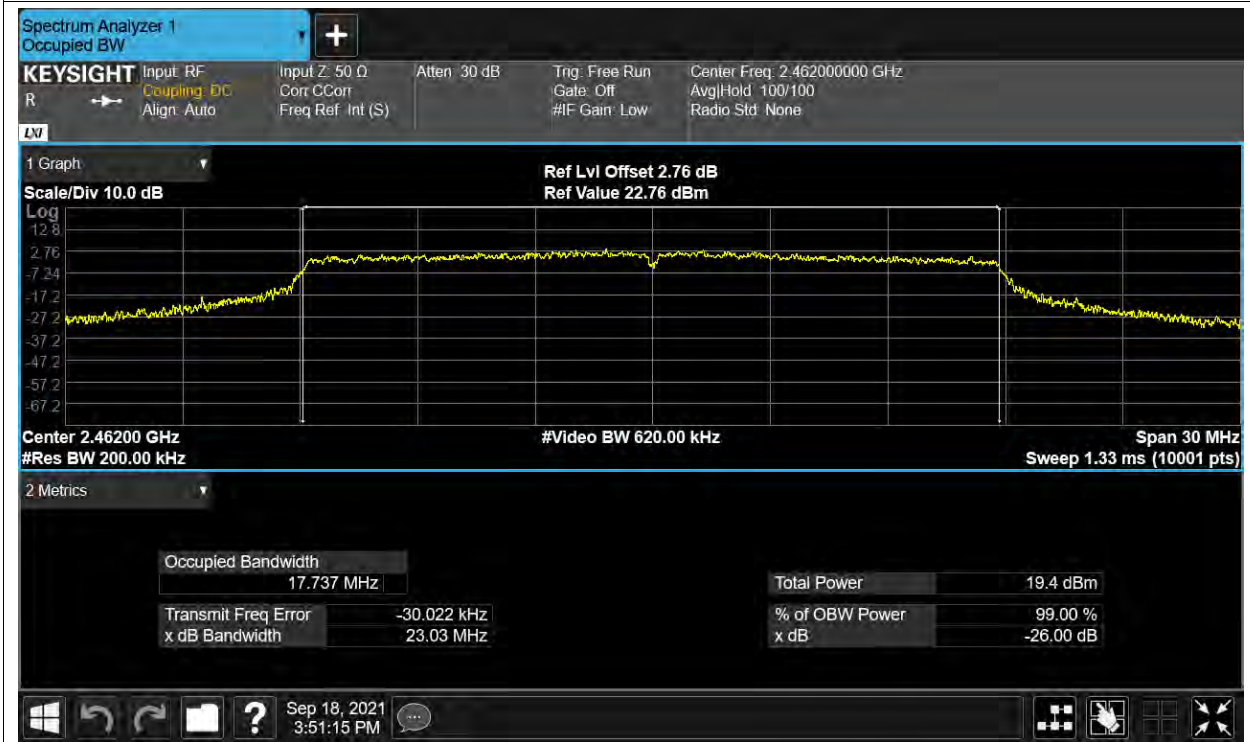 Spectrum Analyzer 1
Occupied BW
+
KEYSIGHT Input: RF Input Z: 50 Ω Atten: 30 dB Trig: Free Run Center Freq: 2.462000000 GHz
R Coupling: DC Corr CCorr Gate: Off Avg|Hold: 100/100
Align: Auto Freq Ref: Int (S) #IF Gain: Low Radio Std: None
LXI
1 Graph
Scale/Div 10.0 dB
Ref Lvl Offset 2.76 dB
Ref Value 22.76 dBm
Log
12.8
2.76
-7.24
-17.2
-27.2
-37.2
-47.2
-57.2
-67.2
Center 2.46200 GHz #Video BW 620.00 kHz Span 30 MHz
#Res BW 200.00 kHz Sweep 1.33 ms (10001 pts)
2 Metrics
Occupied Bandwidth
17.737 MHz
Total Power 19.4 dBm
Transmit Freq Error -30.022 kHz % of OBW Power 99.00 %
x dB Bandwidth 23.03 MHz x dB -26.00 dB
? Sep 18, 2021
3:51:15 PM